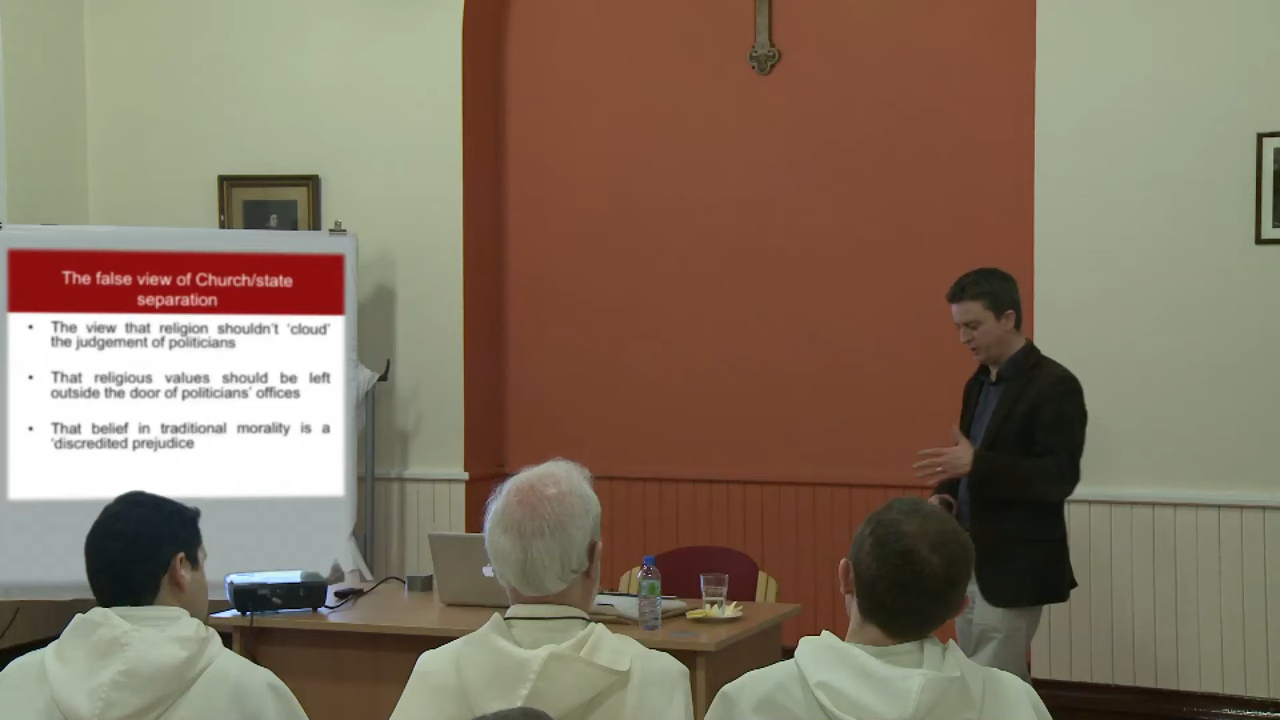 The false view of Church/state
separation
• The view that religion shouldn't 'cloud'
the judgement of politicians
• That religious values should be left
outside the door of politicians' offices
• That belief in traditional morality is a
'discredited prejudice